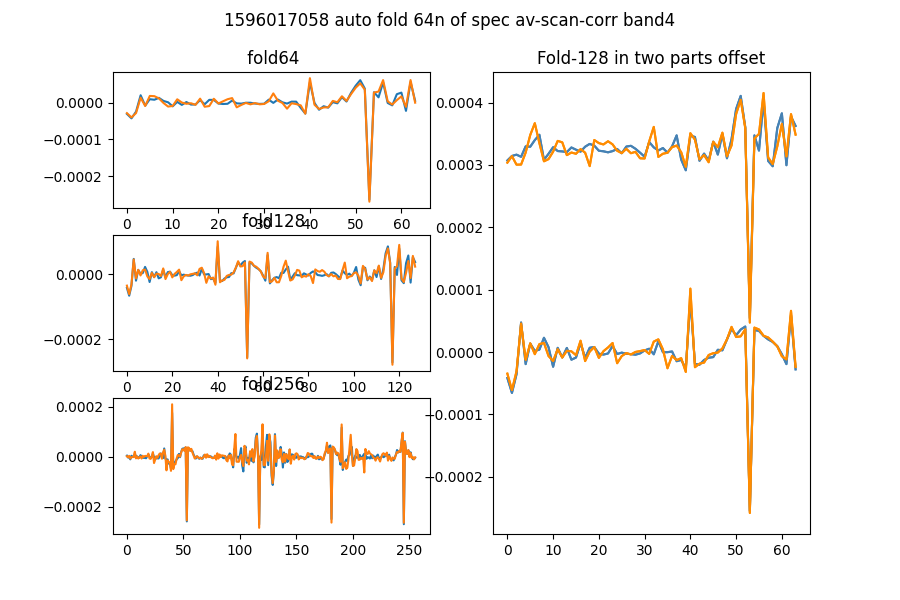 1596017058 auto fold 64n of spec av-scan-corr band4
fold64
0.0000
−0.0001
−0.0002
0 10 20 30 40 50 60
fold128
0.0000
−0.0002
0 20 40 60 80 100 120
fold256
0.0002
0.0000
−0.0002
0 50 100 150 200 250
Fold-128 in two parts offset
0.0004
0.0003
0.0002
0.0001
0.0000
−0.0001
−0.0002
0 10 20 30 40 50 60